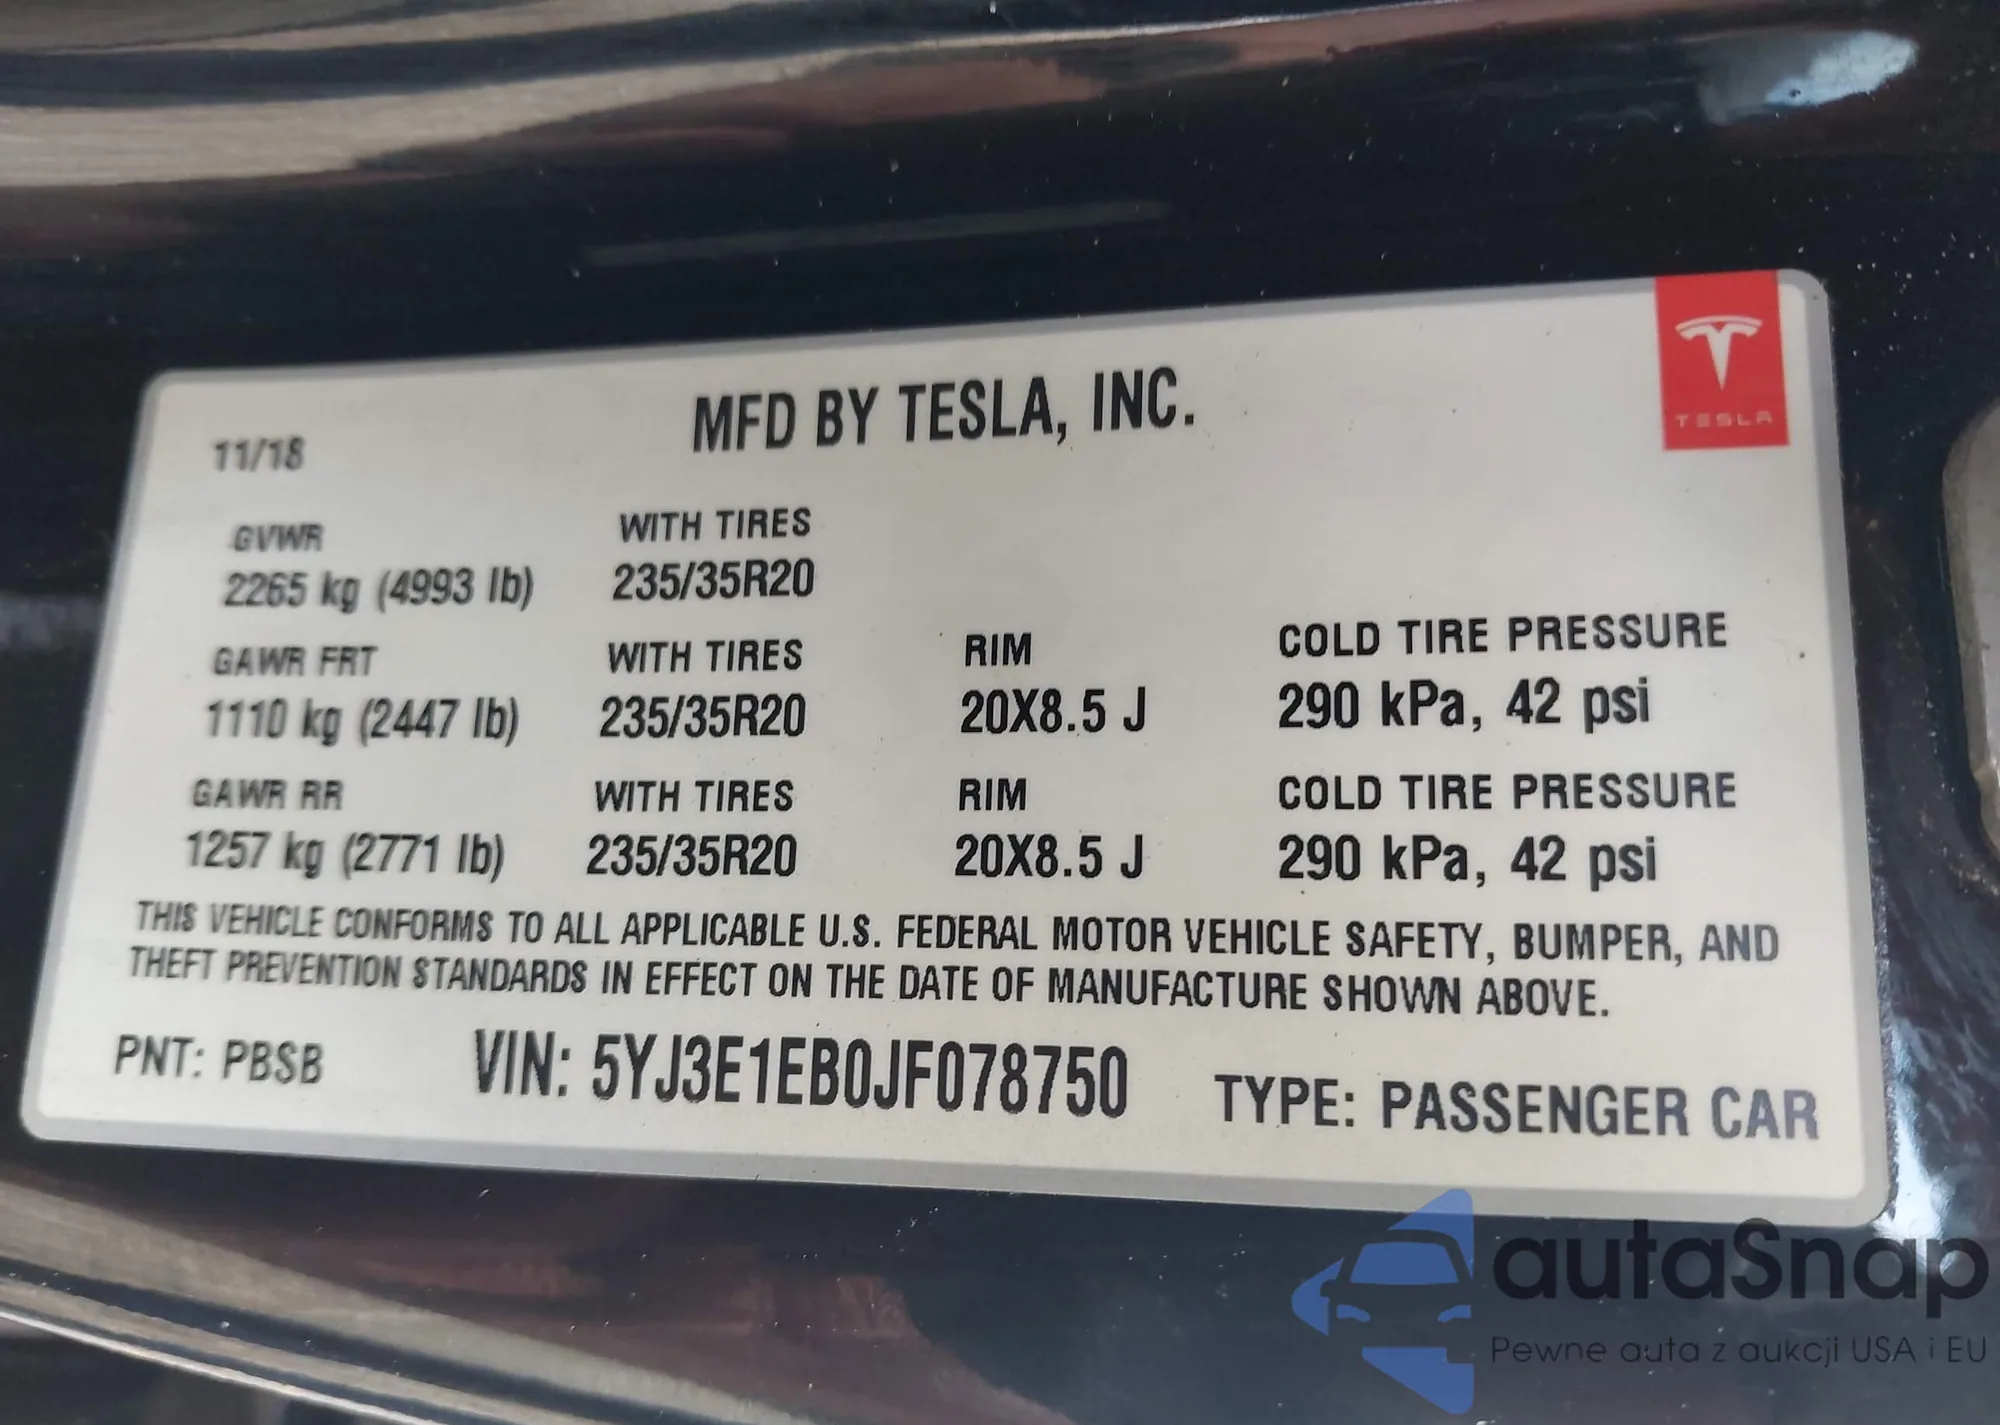 TESLA
MFD BY TESLA, INC.
11/18
GVWR WITH TIRES
2265 kg (4993 lb) 235/35R20
GAWR FRT WITH TIRES RIM COLD TIRE PRESSURE
1110 kg (2447 lb) 235/35R20 20X8.5 J 290 kPa, 42 psi
GAWR RR WITH TIRES RIM COLD TIRE PRESSURE
1257 kg (2771 lb) 235/35R20 20X8.5 J 290 kPa, 42 psi
THIS VEHICLE CONFORMS TO ALL APPLICABLE U.S. FEDERAL MOTOR VEHICLE SAFETY, BUMPER, AND
THEFT PREVENTION STANDARDS IN EFFECT ON THE DATE OF MANUFACTURE SHOWN ABOVE.
PNT: PBSB VIN: 5YJ3E1EB0JF078750 TYPE: PASSENGER CAR
autaSnap
Pewne auta z aukcji USA i EU